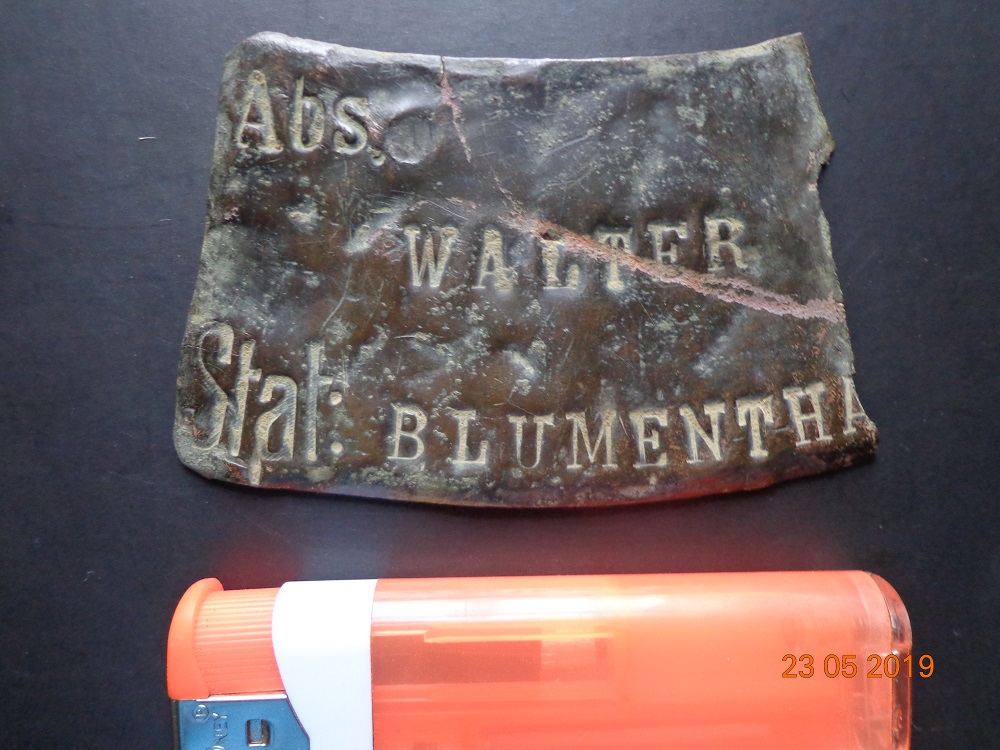 Abs,
WALTER
Stat: BLUMENTHA
23 05 2019